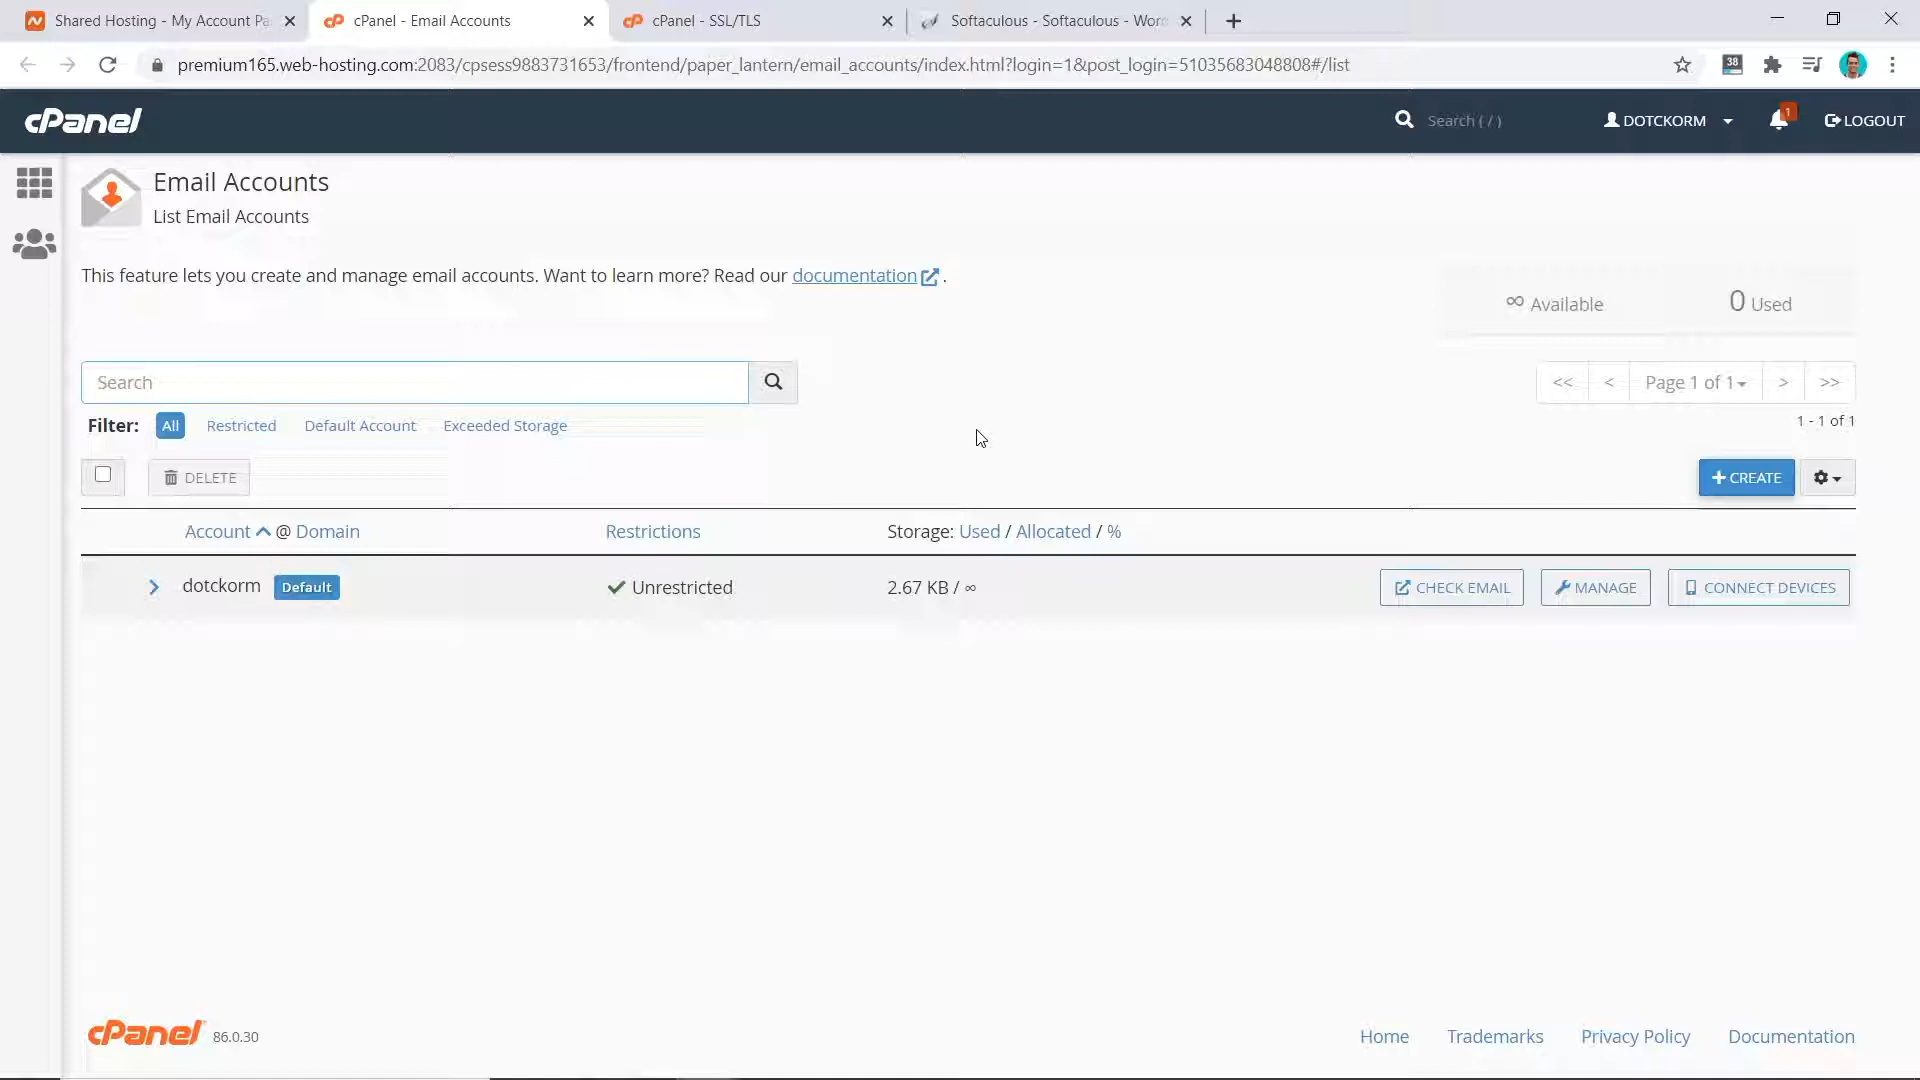 Shared Hosting - My Account Pa
cPanel - Email Accounts
cPanel - SSL/TLS
Softaculous - Softaculous - Word
premium165.web-hosting.com:2083/cpsess9883731653/frontend/paper_lantern/email_accounts/index.html?login=1&post_login=51035683048808#/list
38
cPanel
Search ( / )
DOTCKORM
1
LOGOUT
Email Accounts
List Email Accounts
This feature lets you create and manage email accounts. Want to learn more? Read our documentation .
∞ Available
0 Used
Search
<< < Page 1 of 1 > >>
Filter: All Restricted Default Account Exceeded Storage
1 - 1 of 1
DELETE
+ CREATE
Account @ Domain
Restrictions
Storage: Used / Allocated / %
dotckorm Default
Unrestricted
2.67 KB / ∞
CHECK EMAIL
MANAGE
CONNECT DEVICES
cPanel 86.0.30
Home
Trademarks
Privacy Policy
Documentation